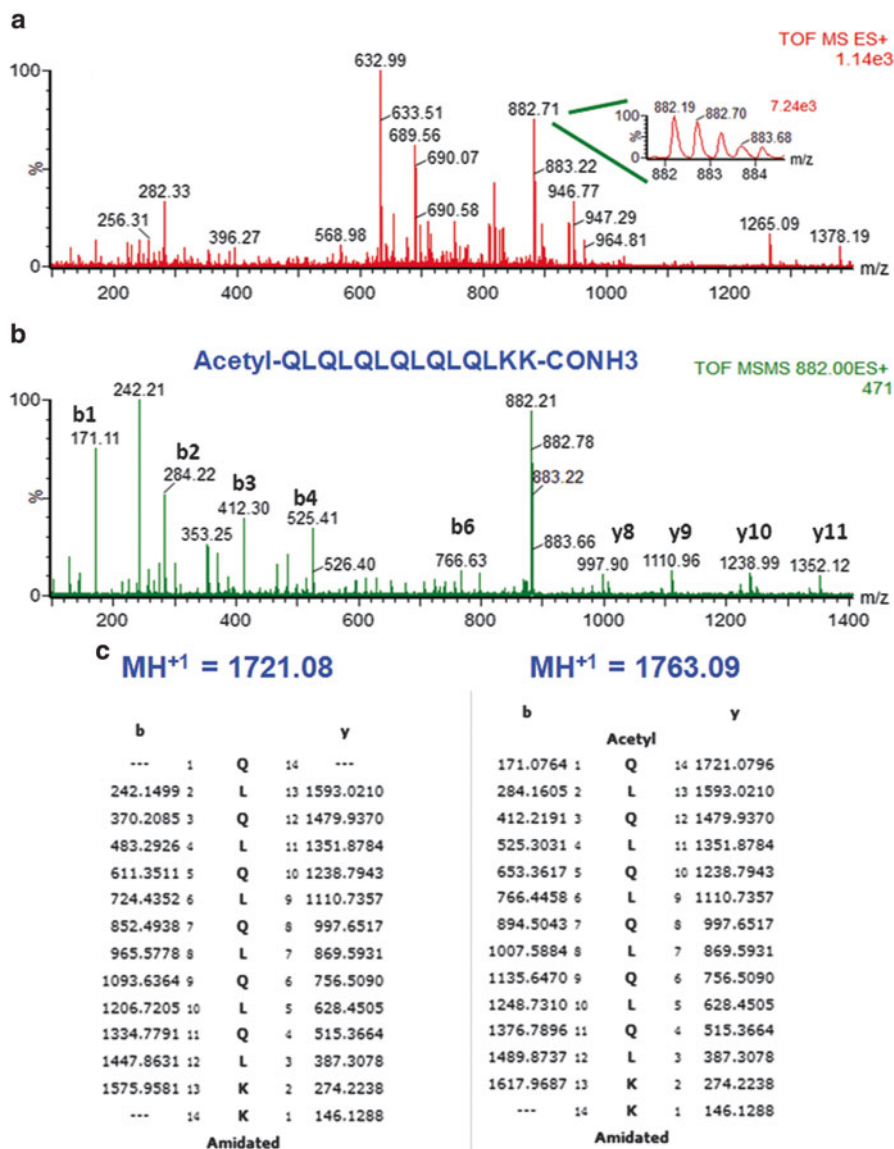 a
TOF MS ES+
1.14e3
100
%
0
632.99
633.51
689.56
690.07
690.58
282.33
256.31
396.27
568.98
882.71
883.22
946.77
947.29
964.81
1265.09
1378.19
100
%
0
882.19
882.70
883.68
7.24e3
882 883 884 m/z
200 400 600 800 1000 1200 m/z
b
Acetyl-QLQLQLQLQLQLKK-CONH3
TOF MSMS 882.00ES+
471
100
%
0
b1
171.11
242.21
b2
284.22
353.25
b3
412.30
b4
525.41
526.40
b6
766.63
882.21
882.78
883.22
883.66
y8
997.90
y9
1110.96
y10
1238.99
y11
1352.12
200 400 600 800 1000 1200 1400 m/z
c
MH+1 = 1721.08
b y
--- 1 Q 14 ---
242.1499 2 L 13 1593.0210
370.2085 3 Q 12 1479.9370
483.2926 4 L 11 1351.8784
611.3511 5 Q 10 1238.7943
724.4352 6 L 9 1110.7357
852.4938 7 Q 8 997.6517
965.5778 8 L 7 869.5931
1093.6364 9 Q 6 756.5090
1206.7205 10 L 5 628.4505
1334.7791 11 Q 4 515.3664
1447.8631 12 L 3 387.3078
1575.9581 13 K 2 274.2238
--- 14 K 1 146.1288
Amidated
MH+1 = 1763.09
b y
Acetyl
171.0764 1 Q 14 1721.0796
284.1605 2 L 13 1593.0210
412.2191 3 Q 12 1479.9370
525.3031 4 L 11 1351.8784
653.3617 5 Q 10 1238.7943
766.4458 6 L 9 1110.7357
894.5043 7 Q 8 997.6517
1007.5884 8 L 7 869.5931
1135.6470 9 Q 6 756.5090
1248.7310 10 L 5 628.4505
1376.7896 11 Q 4 515.3664
1489.8737 12 L 3 387.3078
1617.9687 13 K 2 274.2238
--- 14 K 1 146.1288
Amidated